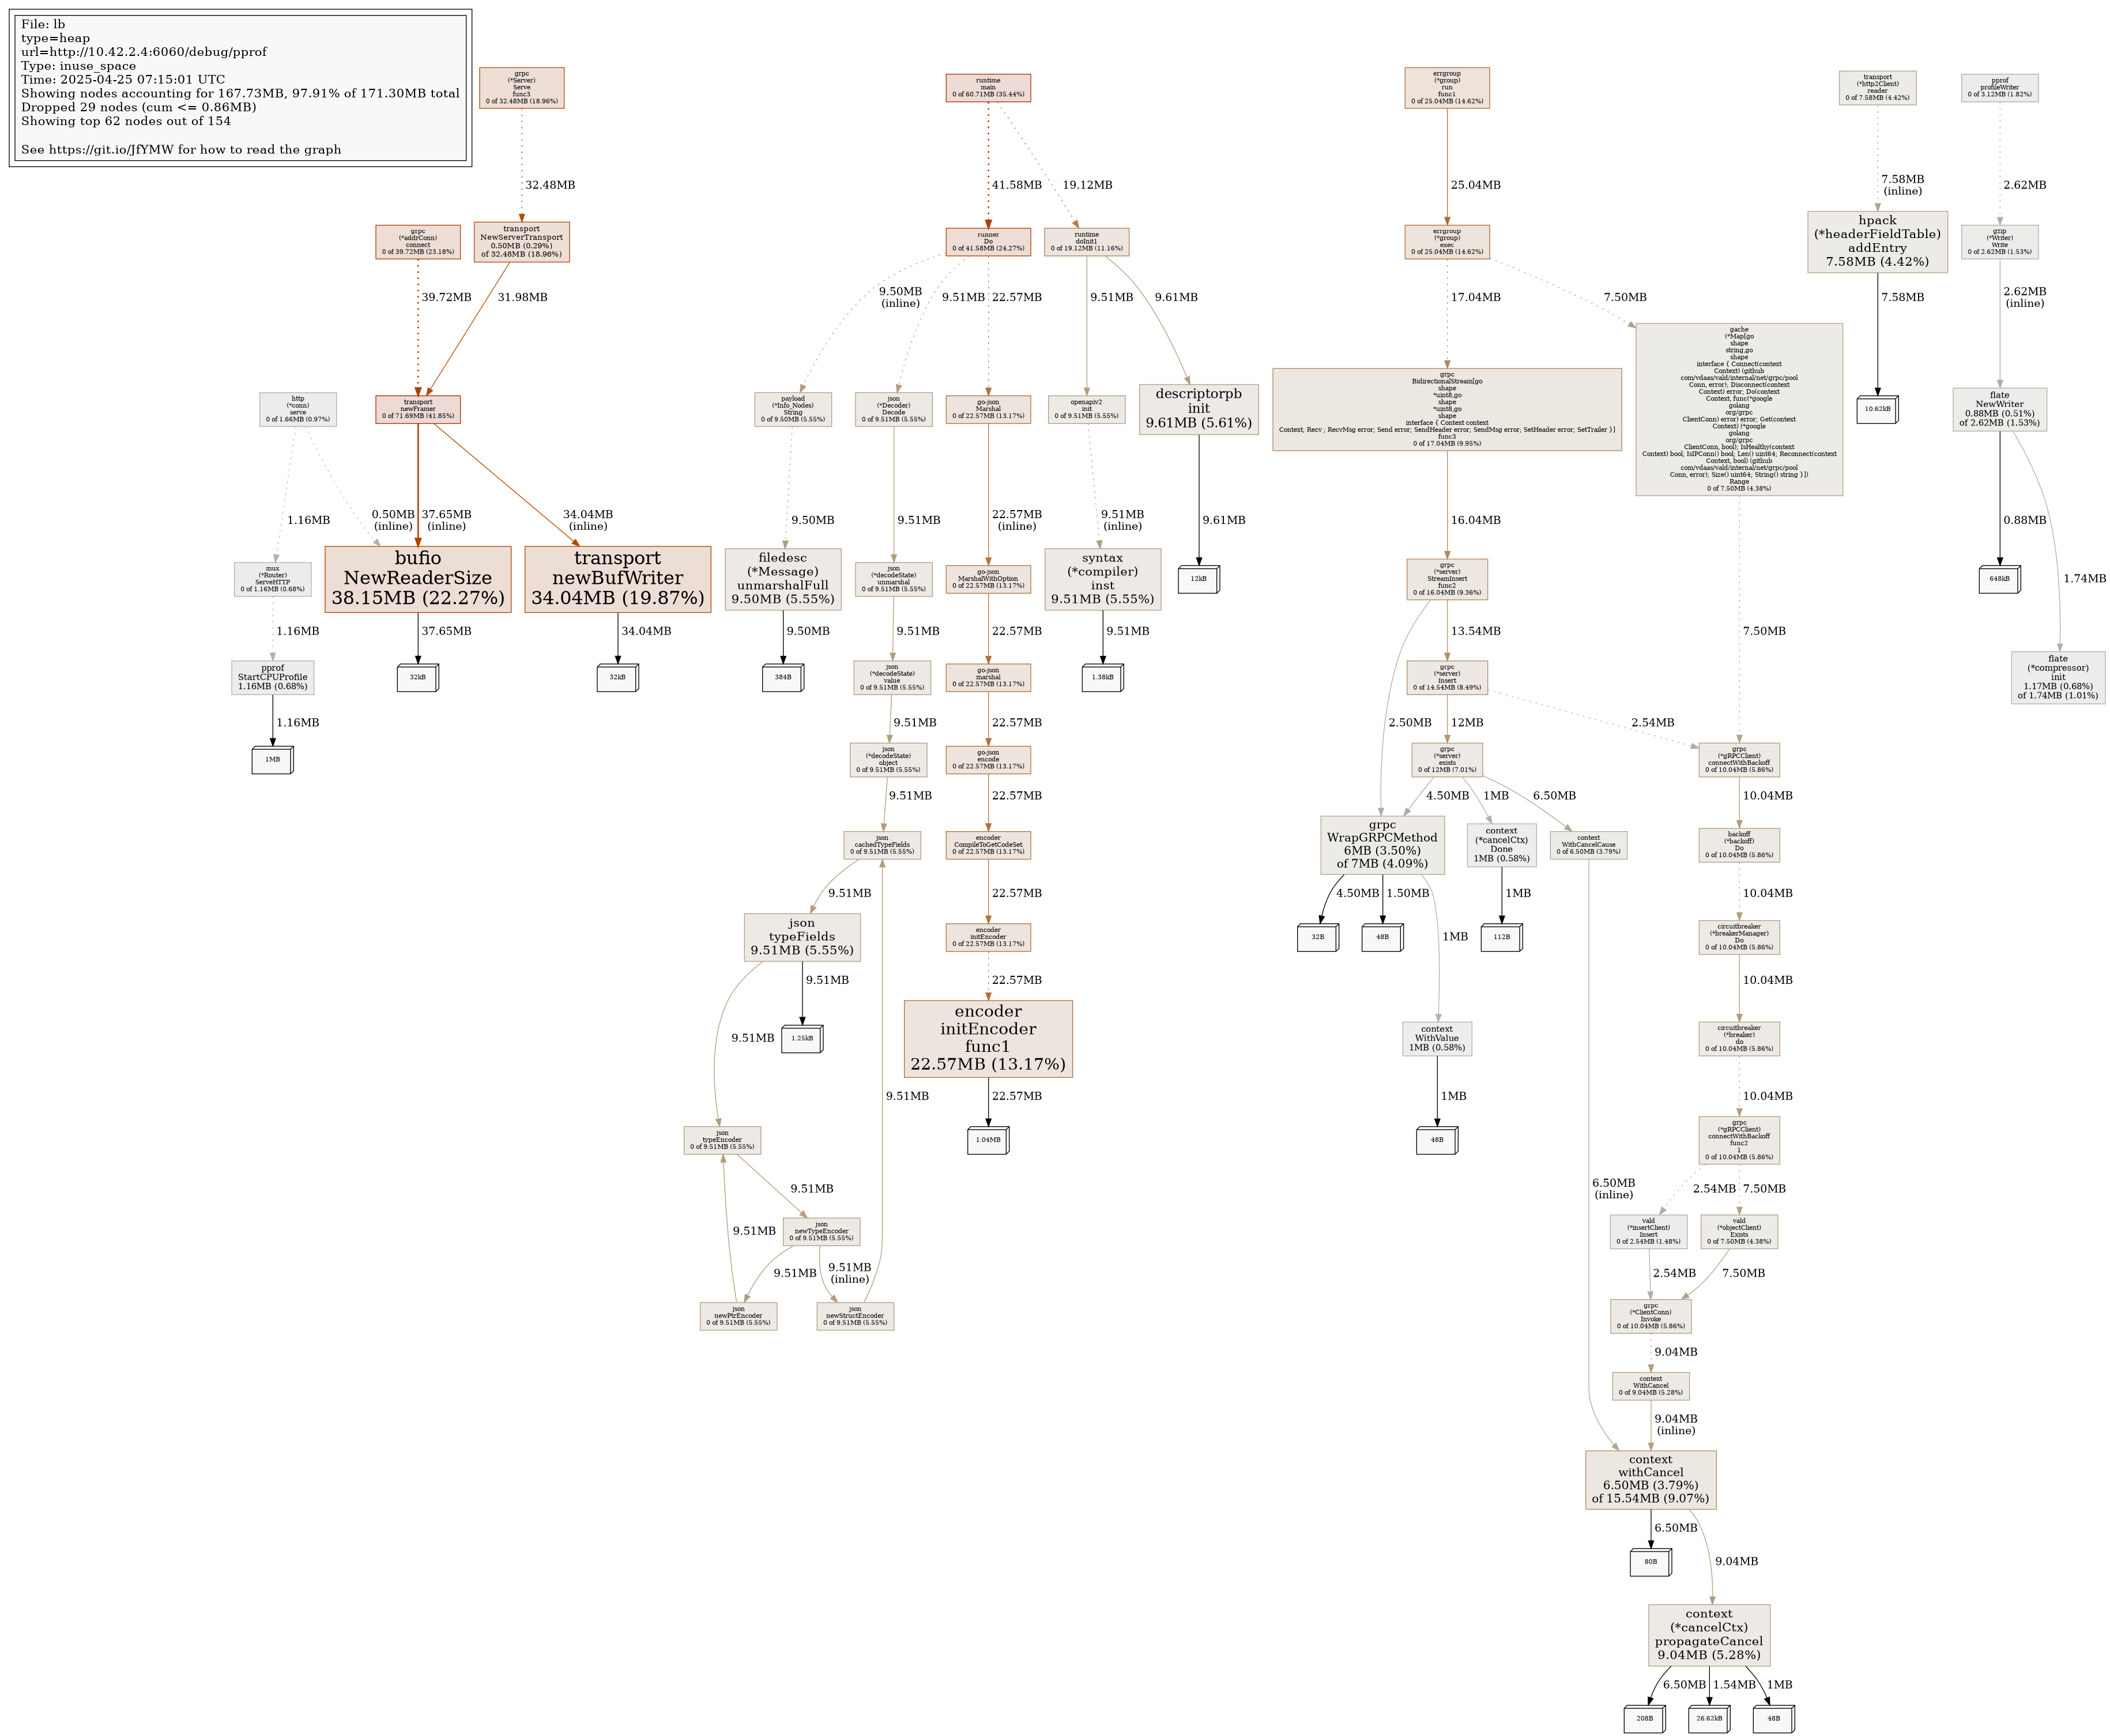 File: lb
type=heap
url=http://10.42.2.4:6060/debug/pprof
Type: inuse_space
Time: 2025-04-25 07:15:01 UTC
Showing nodes accounting for 167.73MB, 97.91% of 171.30MB total
Dropped 29 nodes (cum <= 0.86MB)
Showing top 62 nodes out of 154
See https://git.io/JfYMW for how to read the graph
grpc
(*Server)
Serve
func3
0 of 32.48MB (18.96%)
32.48MB
grpc
(*addrConn)
connect
0 of 39.72MB (23.18%)
transport
NewServerTransport
0.50MB (0.29%)
of 32.48MB (18.96%)
39.72MB
31.98MB
http
(*conn)
serve
0 of 1.66MB (0.97%)
transport
newFramer
0 of 71.69MB (41.85%)
1.16MB
0.50MB
(inline)
37.65MB
(inline)
34.04MB
(inline)
mux
(*Router)
ServeHTTP
0 of 1.16MB (0.68%)
bufio
NewReaderSize
38.15MB (22.27%)
transport
newBufWriter
34.04MB (19.87%)
1.16MB
37.65MB
34.04MB
pprof
StartCPUProfile
1.16MB (0.68%)
32kB
32kB
1.16MB
1MB
runtime
main
0 of 60.71MB (35.44%)
41.58MB
19.12MB
runner
Do
0 of 41.58MB (24.27%)
runtime
doInit1
0 of 19.12MB (11.16%)
9.50MB
(inline)
9.51MB
22.57MB
9.51MB
9.61MB
payload
(*Info_Nodes)
String
0 of 9.50MB (5.55%)
json
(*Decoder)
Decode
0 of 9.51MB (5.55%)
go-json
Marshal
0 of 22.57MB (13.17%)
openapiv2
init
0 of 9.51MB (5.55%)
descriptorpb
init
9.61MB (5.61%)
9.50MB
9.51MB
22.57MB
(inline)
9.51MB
(inline)
9.61MB
filedesc
(*Message)
unmarshalFull
9.50MB (5.55%)
json
(*decodeState)
unmarshal
0 of 9.51MB (5.55%)
go-json
MarshalWithOption
0 of 22.57MB (13.17%)
syntax
(*compiler)
inst
9.51MB (5.55%)
12kB
9.50MB
9.51MB
22.57MB
9.51MB
384B
json
(*decodeState)
value
0 of 9.51MB (5.55%)
go-json
marshal
0 of 22.57MB (13.17%)
1.38kB
9.51MB
22.57MB
json
(*decodeState)
object
0 of 9.51MB (5.55%)
go-json
encode
0 of 22.57MB (13.17%)
9.51MB
22.57MB
json
cachedTypeFields
0 of 9.51MB (5.55%)
encoder
CompileToGetCodeSet
0 of 22.57MB (13.17%)
9.51MB
22.57MB
json
typeFields
9.51MB (5.55%)
encoder
initEncoder
0 of 22.57MB (13.17%)
9.51MB
22.57MB
9.51MB
1.25kB
encoder
initEncoder
func1
22.57MB (13.17%)
9.51MB
22.57MB
json
typeEncoder
0 of 9.51MB (5.55%)
1.04MB
9.51MB
9.51MB
json
newTypeEncoder
0 of 9.51MB (5.55%)
9.51MB
9.51MB
(inline)
json
newPtrEncoder
0 of 9.51MB (5.55%)
json
newStructEncoder
0 of 9.51MB (5.55%)
errgroup
(*group)
run
func1
0 of 25.04MB (14.62%)
25.04MB
errgroup
(*group)
exec
0 of 25.04MB (14.62%)
17.04MB
7.50MB
grpc
BidirectionalStream[go
shape
*uint8,go
shape
*uint8,go
shape
interface { Context context
Context; Recv ; RecvMsg error; Send error; SendHeader error; SendMsg error; SetHeader error; SetTrailer }]
func3
0 of 17.04MB (9.95%)
gache
(*Map[go
shape
string,go
shape
interface { Connect(context
Context) (github
com/vdaas/vald/internal/net/grpc/pool
Conn, error); Disconnect(context
Context) error; Do(context
Context, func(*google
golang
org/grpc
ClientConn) error) error; Get(context
Context) (*google
golang
org/grpc
ClientConn, bool); IsHealthy(context
Context) bool; IsIPConn() bool; Len() uint64; Reconnect(context
Context, bool) (github
com/vdaas/vald/internal/net/grpc/pool
Conn, error); Size() uint64; String() string }])
Range
0 of 7.50MB (4.38%)
16.04MB
grpc
(*server)
StreamInsert
func2
0 of 16.04MB (9.36%)
13.54MB
7.50MB
grpc
(*server)
Insert
0 of 14.54MB (8.49%)
2.50MB
12MB
2.54MB
grpc
(*server)
exists
0 of 12MB (7.01%)
grpc
(*gRPCClient)
connectWithBackoff
0 of 10.04MB (5.86%)
4.50MB
1MB
6.50MB
10.04MB
grpc
WrapGRPCMethod
6MB (3.50%)
of 7MB (4.09%)
context
(*cancelCtx)
Done
1MB (0.58%)
context
WithCancelCause
0 of 6.50MB (3.79%)
backoff
(*backoff)
Do
0 of 10.04MB (5.86%)
4.50MB
1.50MB
1MB
10.04MB
32B
48B
1MB
112B
circuitbreaker
(*breakerManager)
Do
0 of 10.04MB (5.86%)
10.04MB
context
WithValue
1MB (0.58%)
circuitbreaker
(*breaker)
do
0 of 10.04MB (5.86%)
1MB
10.04MB
48B
grpc
(*gRPCClient)
connectWithBackoff
func2
1
0 of 10.04MB (5.86%)
6.50MB
(inline)
2.54MB
7.50MB
vald
(*insertClient)
Insert
0 of 2.54MB (1.48%)
vald
(*objectClient)
Exists
0 of 7.50MB (4.38%)
2.54MB
7.50MB
grpc
(*ClientConn)
Invoke
0 of 10.04MB (5.86%)
9.04MB
context
WithCancel
0 of 9.04MB (5.28%)
9.04MB
(inline)
context
withCancel
6.50MB (3.79%)
of 15.54MB (9.07%)
6.50MB
9.04MB
80B
context
(*cancelCtx)
propagateCancel
9.04MB (5.28%)
6.50MB
1.54MB
1MB
208B
26.62kB
48B
transport
(*http2Client)
reader
0 of 7.58MB (4.42%)
7.58MB
(inline)
hpack
(*headerFieldTable)
addEntry
7.58MB (4.42%)
7.58MB
10.62kB
pprof
profileWriter
0 of 3.12MB (1.82%)
2.62MB
gzip
(*Writer)
Write
0 of 2.62MB (1.53%)
2.62MB
(inline)
flate
NewWriter
0.88MB (0.51%)
of 2.62MB (1.53%)
0.88MB
1.74MB
648kB
flate
(*compressor)
init
1.17MB (0.68%)
of 1.74MB (1.01%)